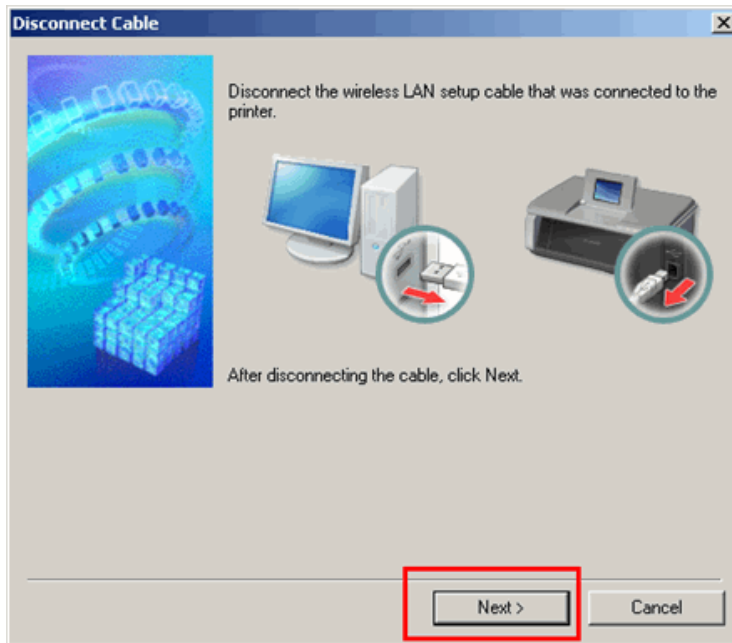 Disconnect Cable
Disconnect the wireless LAN setup cable that was connected to the
printer.
After disconnecting the cable, click Next.
Next >
Cancel